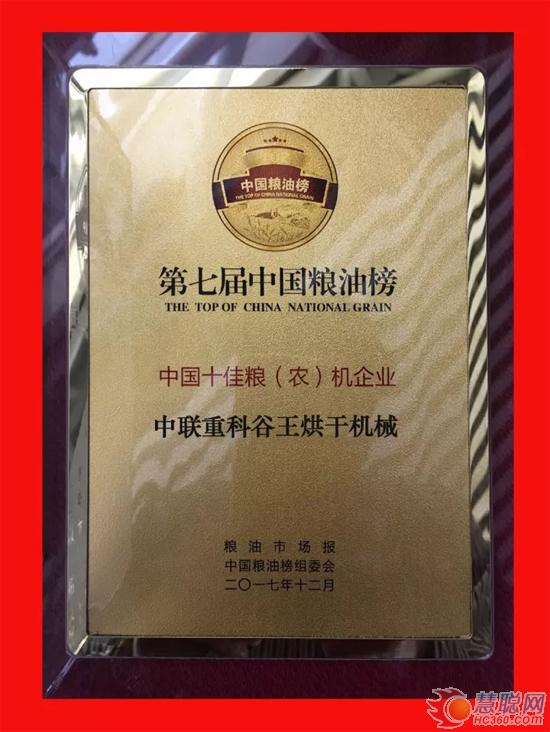 中国粮油榜
THE TOP OF CHINA NATIONAL GRAIN
第七届中国粮油榜
THE TOP OF CHINA NATIONAL GRAIN
中国十佳粮（农）机企业
中联重科谷王烘干机械
粮油市场报
中国粮油榜组委会
二〇一七年十二月
慧聪网
HC360.com